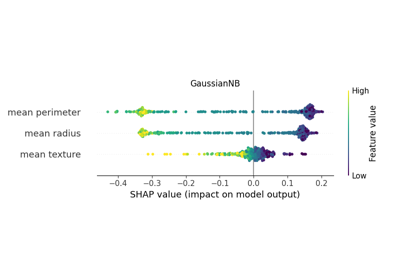 GaussianNB
High
mean perimeter
mean radius
mean texture
Feature value
Low
−0.4 −0.3 −0.2 −0.1 0.0 0.1 0.2
SHAP value (impact on model output)